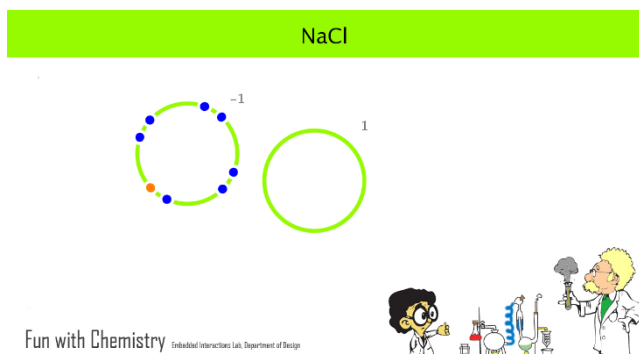 NaCl
-1
1
Fun with Chemistry Embedded Interactions Lab, Department of Design